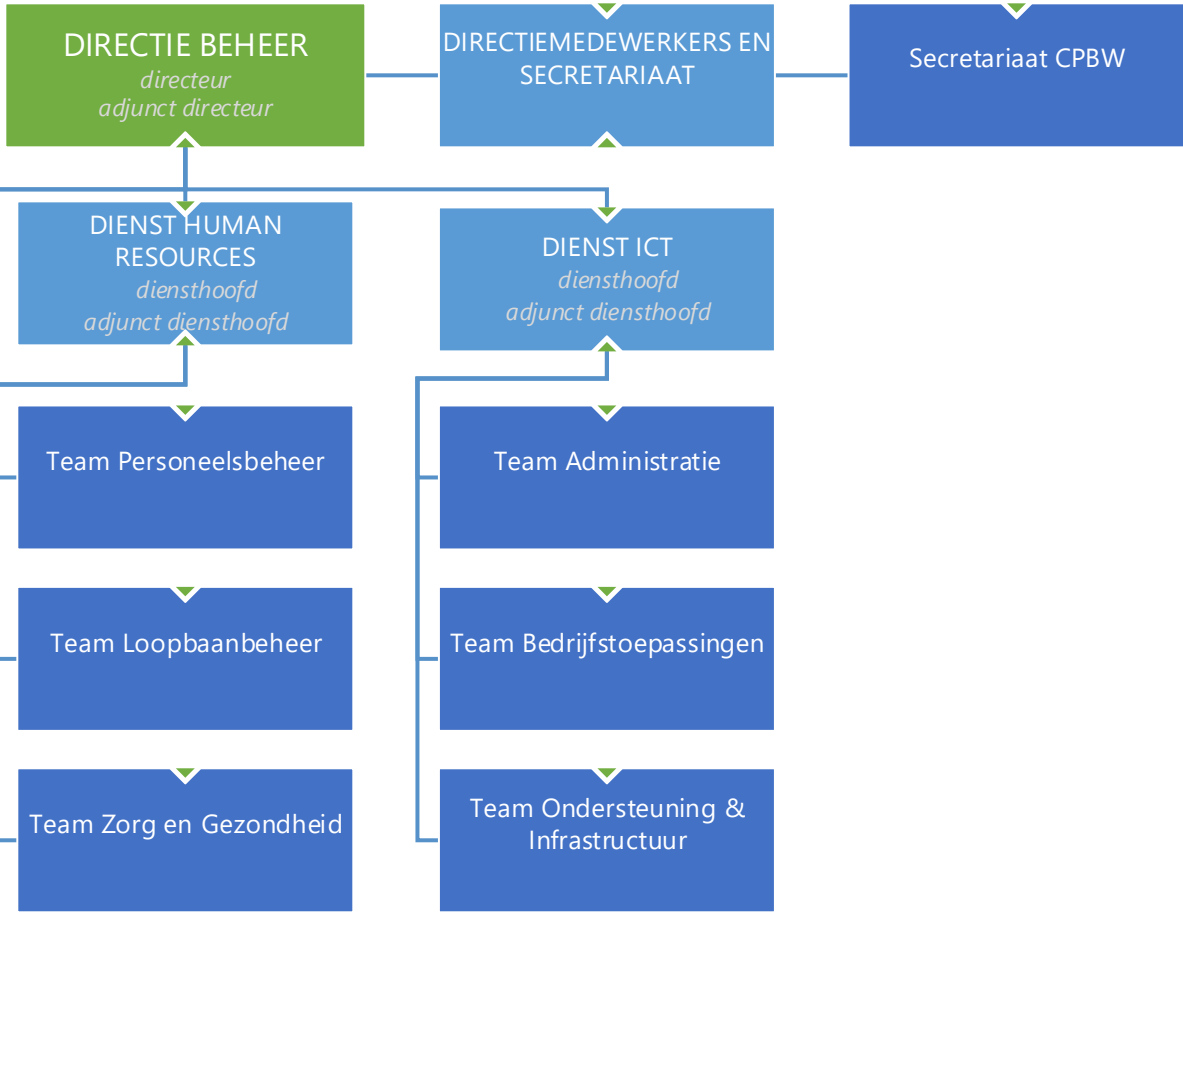 DIRECTIE BEHEER
directeur
adjunct directeur
DIRECTIEMEDEWERKERS EN
SECRETARIAAT
Secretariaat CPBW
DIENST HUMAN
RESOURCES
diensthoofd
adjunct diensthoofd
DIENST ICT
diensthoofd
adjunct diensthoofd
Team Personeelsbeheer
Team Administratie
Team Loopbaanbeheer
Team Bedrijfstoepassingen
Team Zorg en Gezondheid
Team Ondersteuning &
Infrastructuur